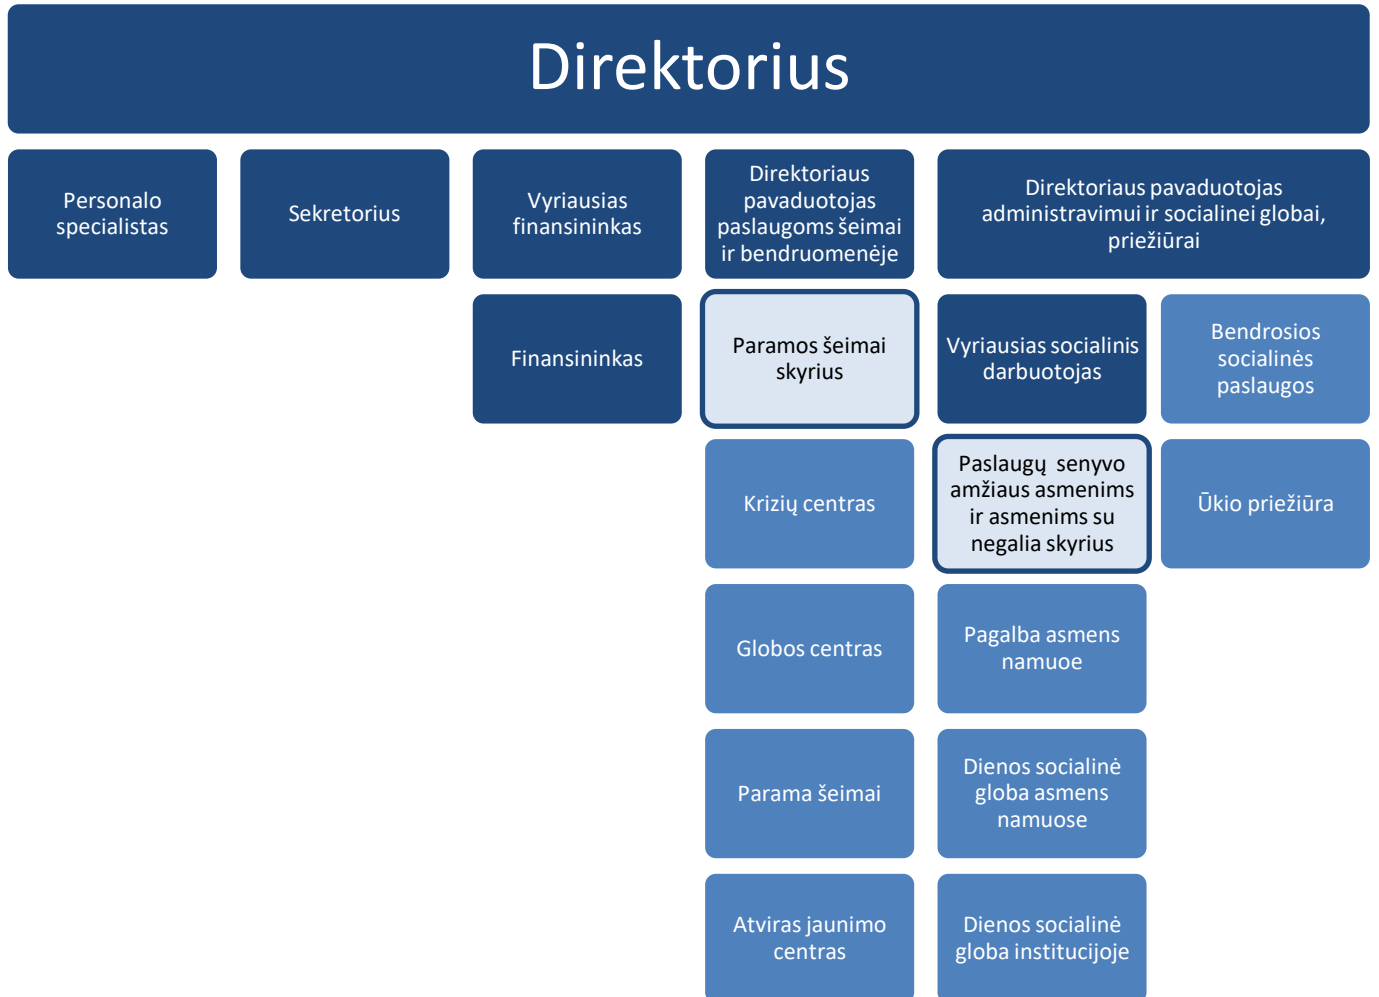 Direktorius
Personalo
specialistas
Sekretorius
Vyriausias
finansininkas
Direktoriaus
pavaduotojas
paslaugoms šeimai
ir bendruomenėje
Direktoriaus pavaduotojas
administravimui ir socialinei globai,
priežiūrai
Finansininkas
Paramos šeimai
skyrius
Vyriausias socialinis
darbuotojas
Bendrosios
socialinės
paslaugos
Krizių centras
Paslaugų senyvo
amžiaus asmenims
ir asmenims su
negalia skyrius
Ūkio priežiūra
Globos centras
Pagalba asmens
namuoe
Parama šeimai
Dienos socialinė
globa asmens
namuose
Atviras jaunimo
centras
Dienos socialinė
globa institucijoje